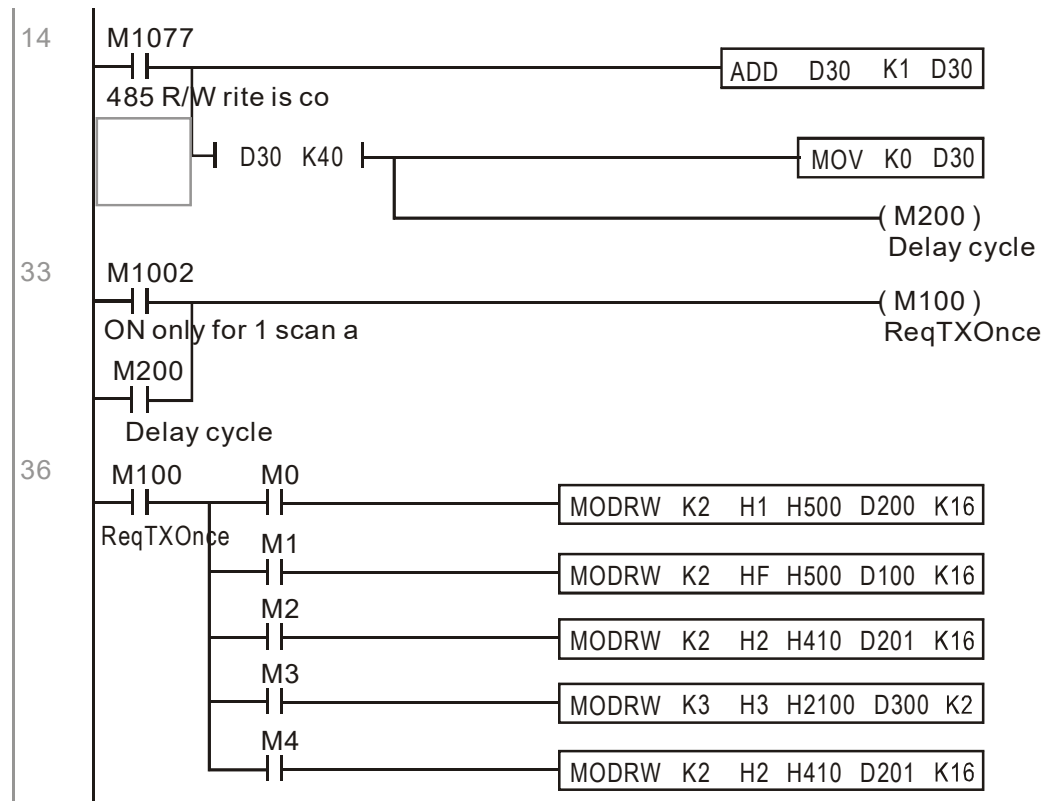 14
M1077
ADD D30 K1 D30
485 R/W rite is co
D30 K40
MOV K0 D30
( M200 )
Delay cycle
33
M1002
( M100 )
ON only for 1 scan a
ReqTXOnce
M200
Delay cycle
36
M100 M0
MODRW K2 H1 H500 D200 K16
ReqTXOnce
M1
MODRW K2 HF H500 D100 K16
M2
MODRW K2 H2 H410 D201 K16
M3
MODRW K3 H3 H2100 D300 K2
M4
MODRW K2 H2 H410 D201 K16